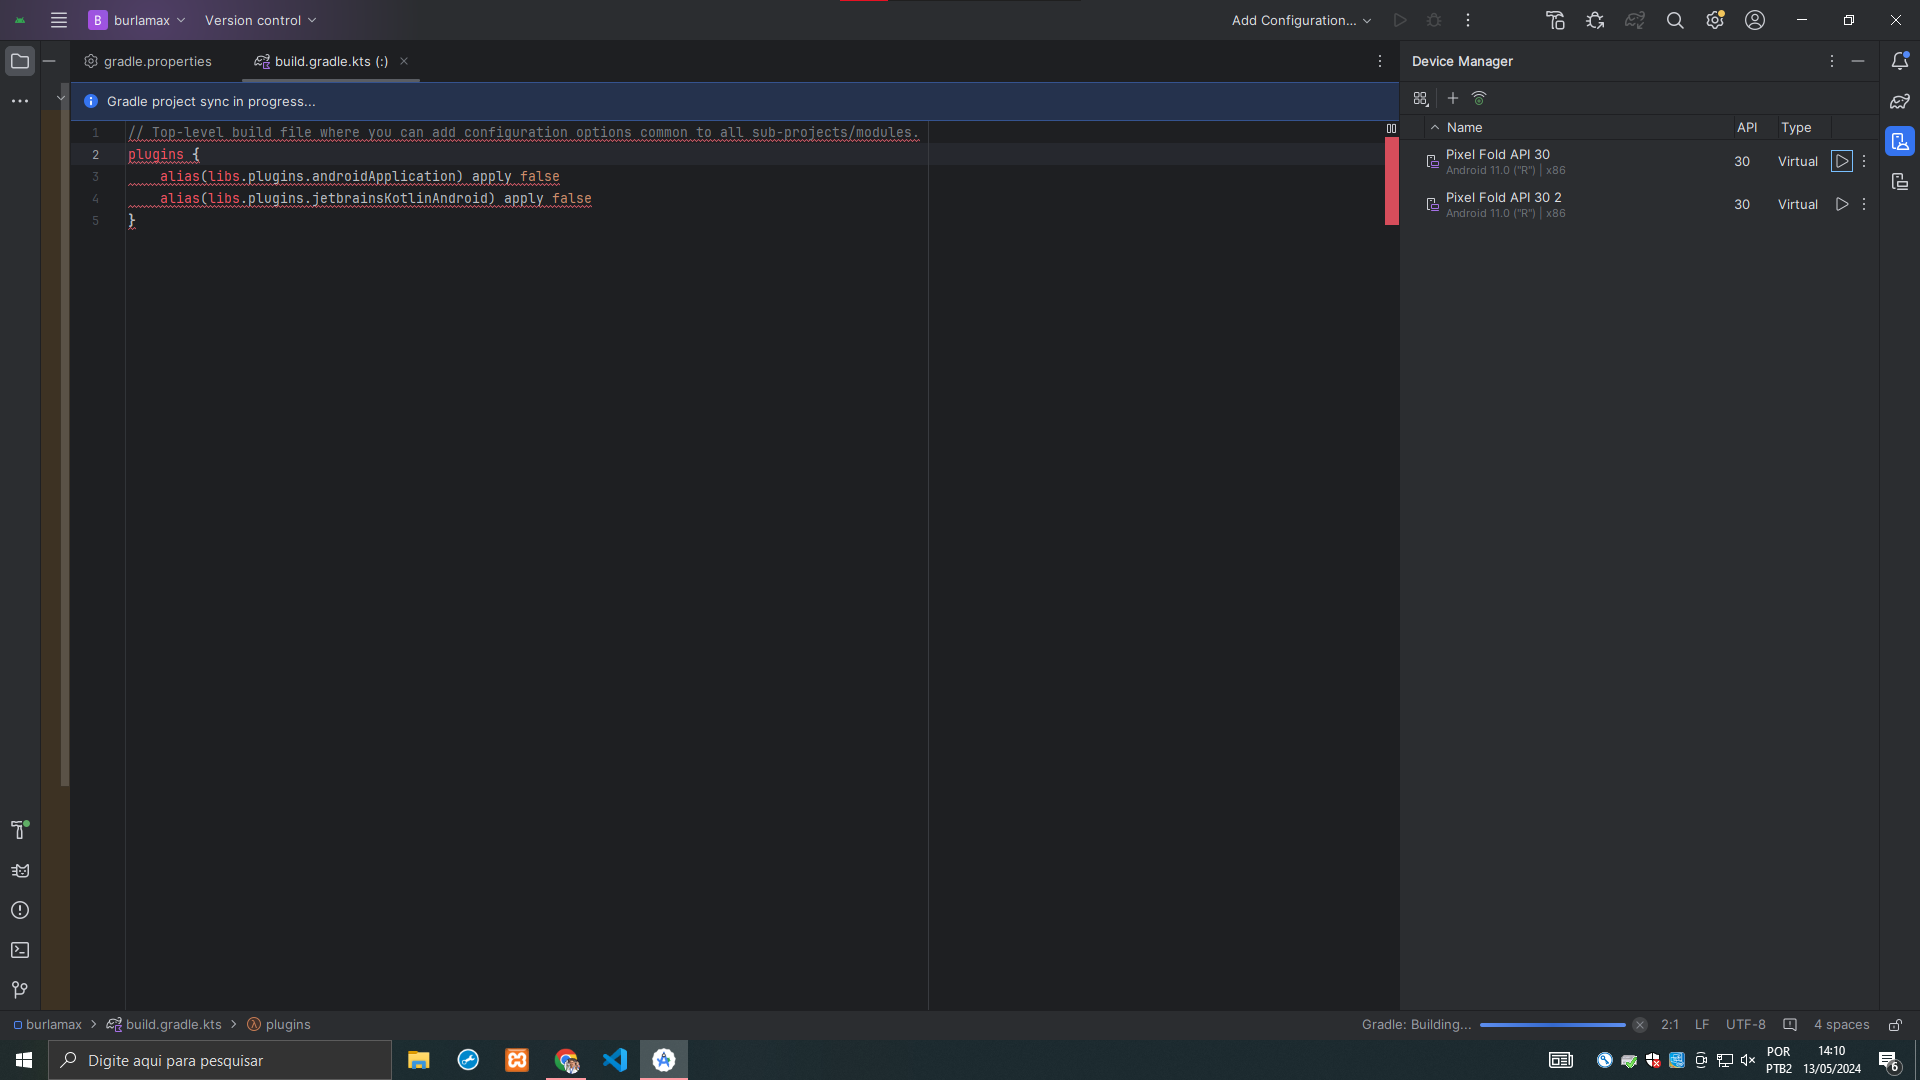 B burlamax Version control Add Configuration...
gradle.properties build.gradle.kts (:) Device Manager
Gradle project sync in progress...
Name API Type
1 // Top-level build file where you can add configuration options common to all sub-projects/modules.
2 plugins {
3 alias(libs.plugins.androidApplication) apply false
4 alias(libs.plugins.jetbrainsKotlinAndroid) apply false
5 }
Pixel Fold API 30 30 Virtual
Android 11.0 ("R") | x86
Pixel Fold API 30 2 30 Virtual
Android 11.0 ("R") | x86
burlamax build.gradle.kts plugins Gradle: Building... 2:1 LF UTF-8 4 spaces
Digite aqui para pesquisar
POR
PTB2
14:10
13/05/2024
6